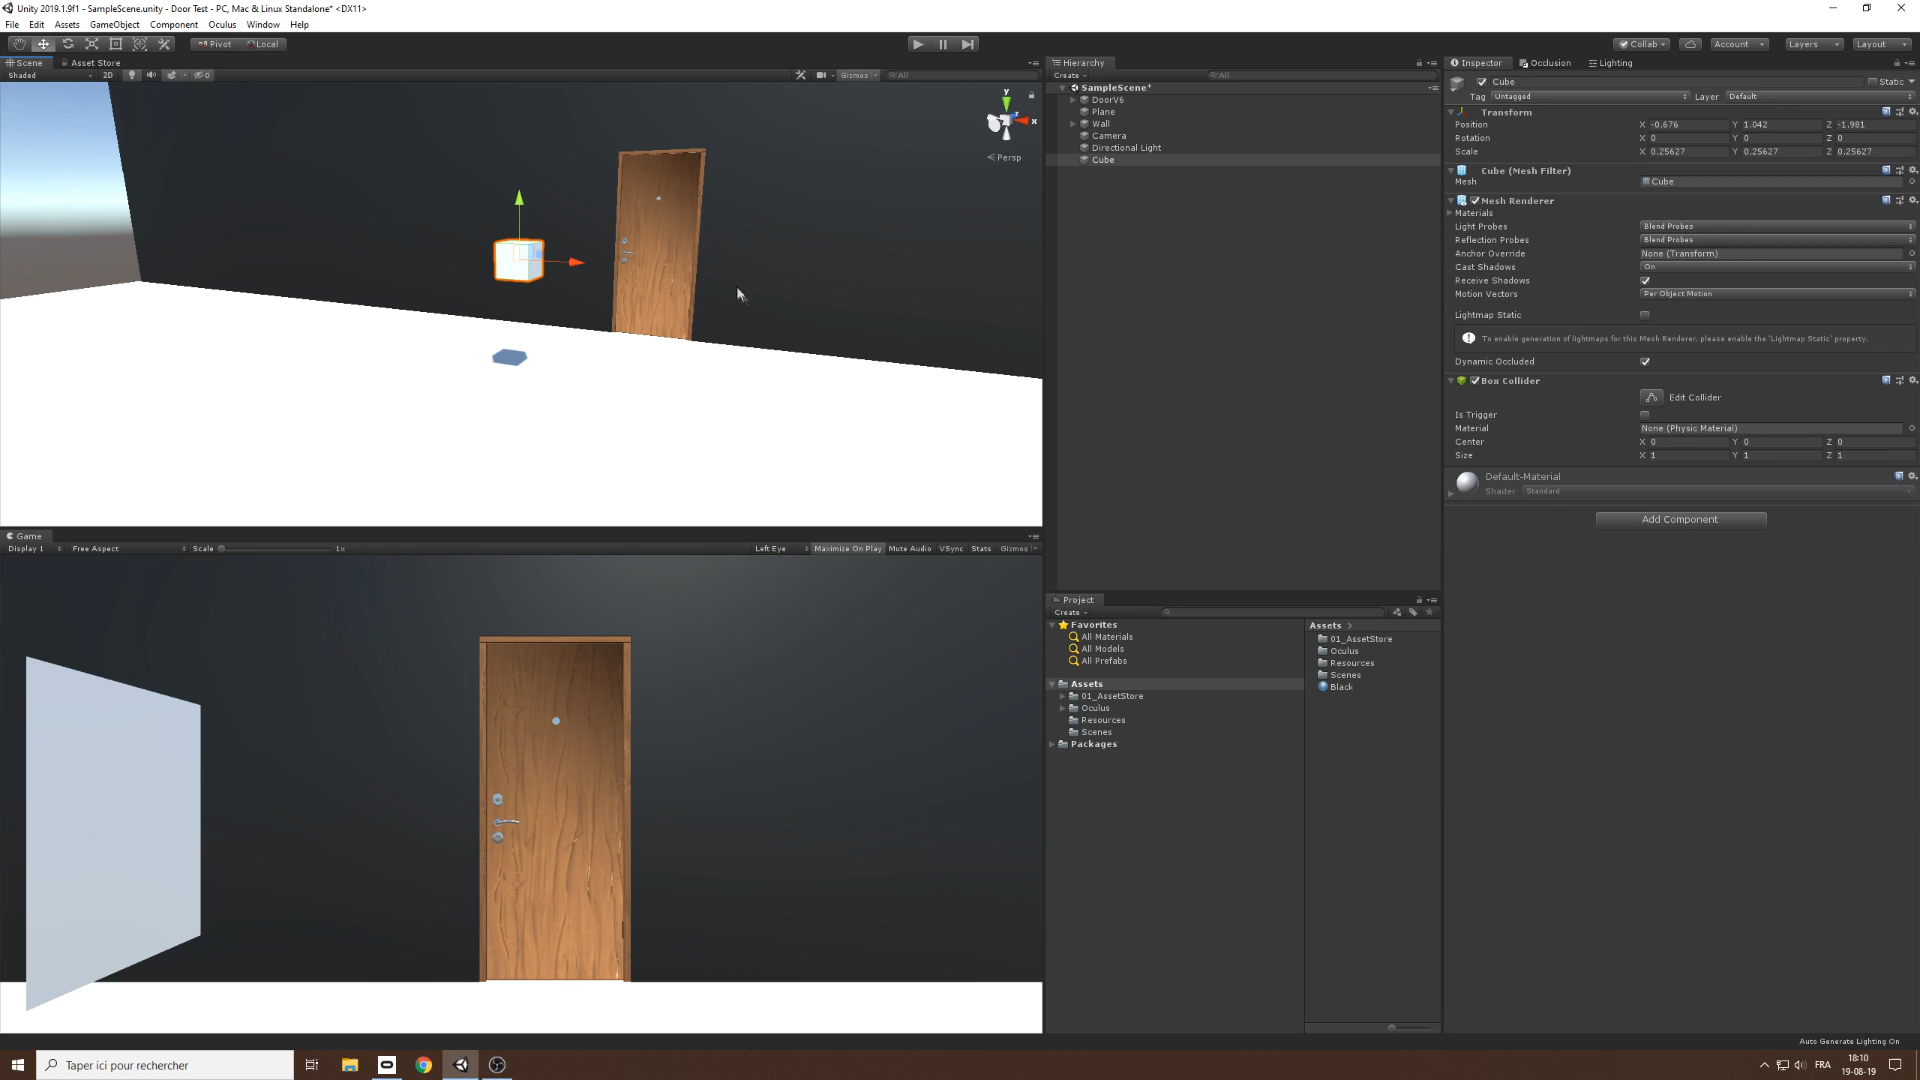 Unity 2019.1.9f1 - SampleScene.unity - Door Test - PC, Mac & Linux Standalone* <DX11>
File Edit Assets GameObject Component Oculus Window Help
Pivot Local
Collab Account Layers Layout
Scene Asset Store
Shaded 2D 0 Gizmos All
y x z
Persp
Hierarchy
Create All
SampleScene*
DoorV6
Plane
Wall
Camera
Directional Light
Cube
Inspector Occlusion Lighting
Cube Static
Tag Untagged Layer Default
Transform
Position X -0.676 Y 1.042 Z -1.981
Rotation X 0 Y 0 Z 0
Scale X 0.25627 Y 0.25627 Z 0.25627
Cube (Mesh Filter)
Mesh Cube
Mesh Renderer
Materials
Light Probes Blend Probes
Reflection Probes Blend Probes
Anchor Override None (Transform)
Cast Shadows On
Receive Shadows
Motion Vectors Per Object Motion
Lightmap Static
To enable generation of lightmaps for this Mesh Renderer, please enable the 'Lightmap Static' property.
Dynamic Occluded
Box Collider
Edit Collider
Is Trigger
Material None (Physic Material)
Center X 0 Y 0 Z 0
Size X 1 Y 1 Z 1
Default-Material
Shader Standard
Add Component
Game
Display 1 Free Aspect Scale 1x Left Eye Maximize On Play Mute Audio VSync Stats Gizmos
Project
Create
Favorites
All Materials
All Models
All Prefabs
Assets
01_AssetStore
Oculus
Resources
Scenes
Packages
Assets
01_AssetStore
Oculus
Resources
Scenes
Black
Auto Generate Lighting On
Taper ici pour rechercher
FRA
18:10
19-08-19